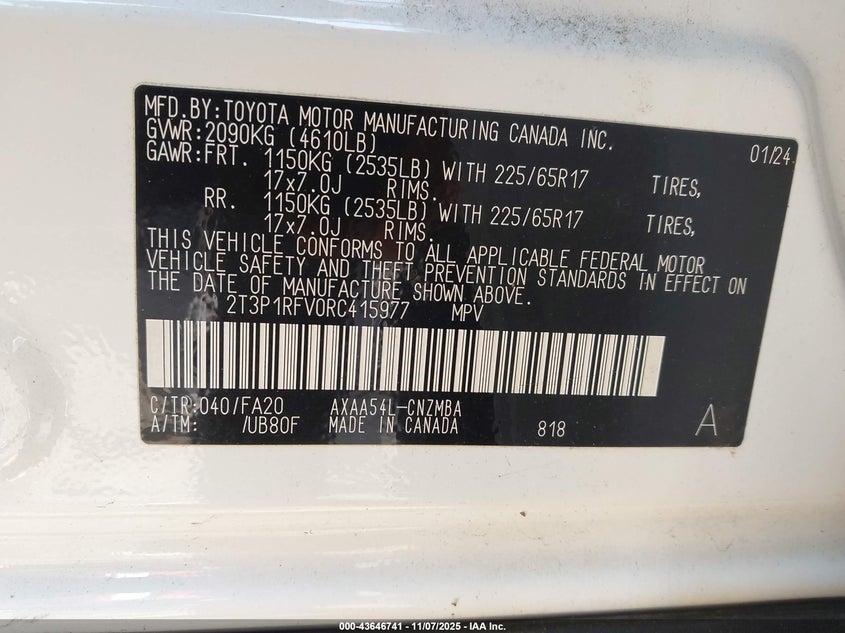 MFD.BY:TOYOTA MOTOR MANUFACTURING CANADA INC.
GVWR:2090KG (4610LB) 01/24
GAWR:FRT. 1150KG (2535LB) WITH 225/65R17 TIRES,
17x7.0J RIMS.
RR. 1150KG (2535LB) WITH 225/65R17 TIRES,
17x7.0J RIMS.
THIS VEHICLE CONFORMS TO ALL APPLICABLE FEDERAL MOTOR
VEHICLE SAFETY AND THEFT PREVENTION STANDARDS IN EFFECT ON
THE DATE OF MANUFACTURE SHOWN ABOVE.
2T3P1RFV0RC415977 MPV
C/TR:040/FA20 AXAA54L-CNZMBA
A/TM: /UB80F MADE IN CANADA 818 A
000-43646741 - 11/07/2025 - IAA Inc.